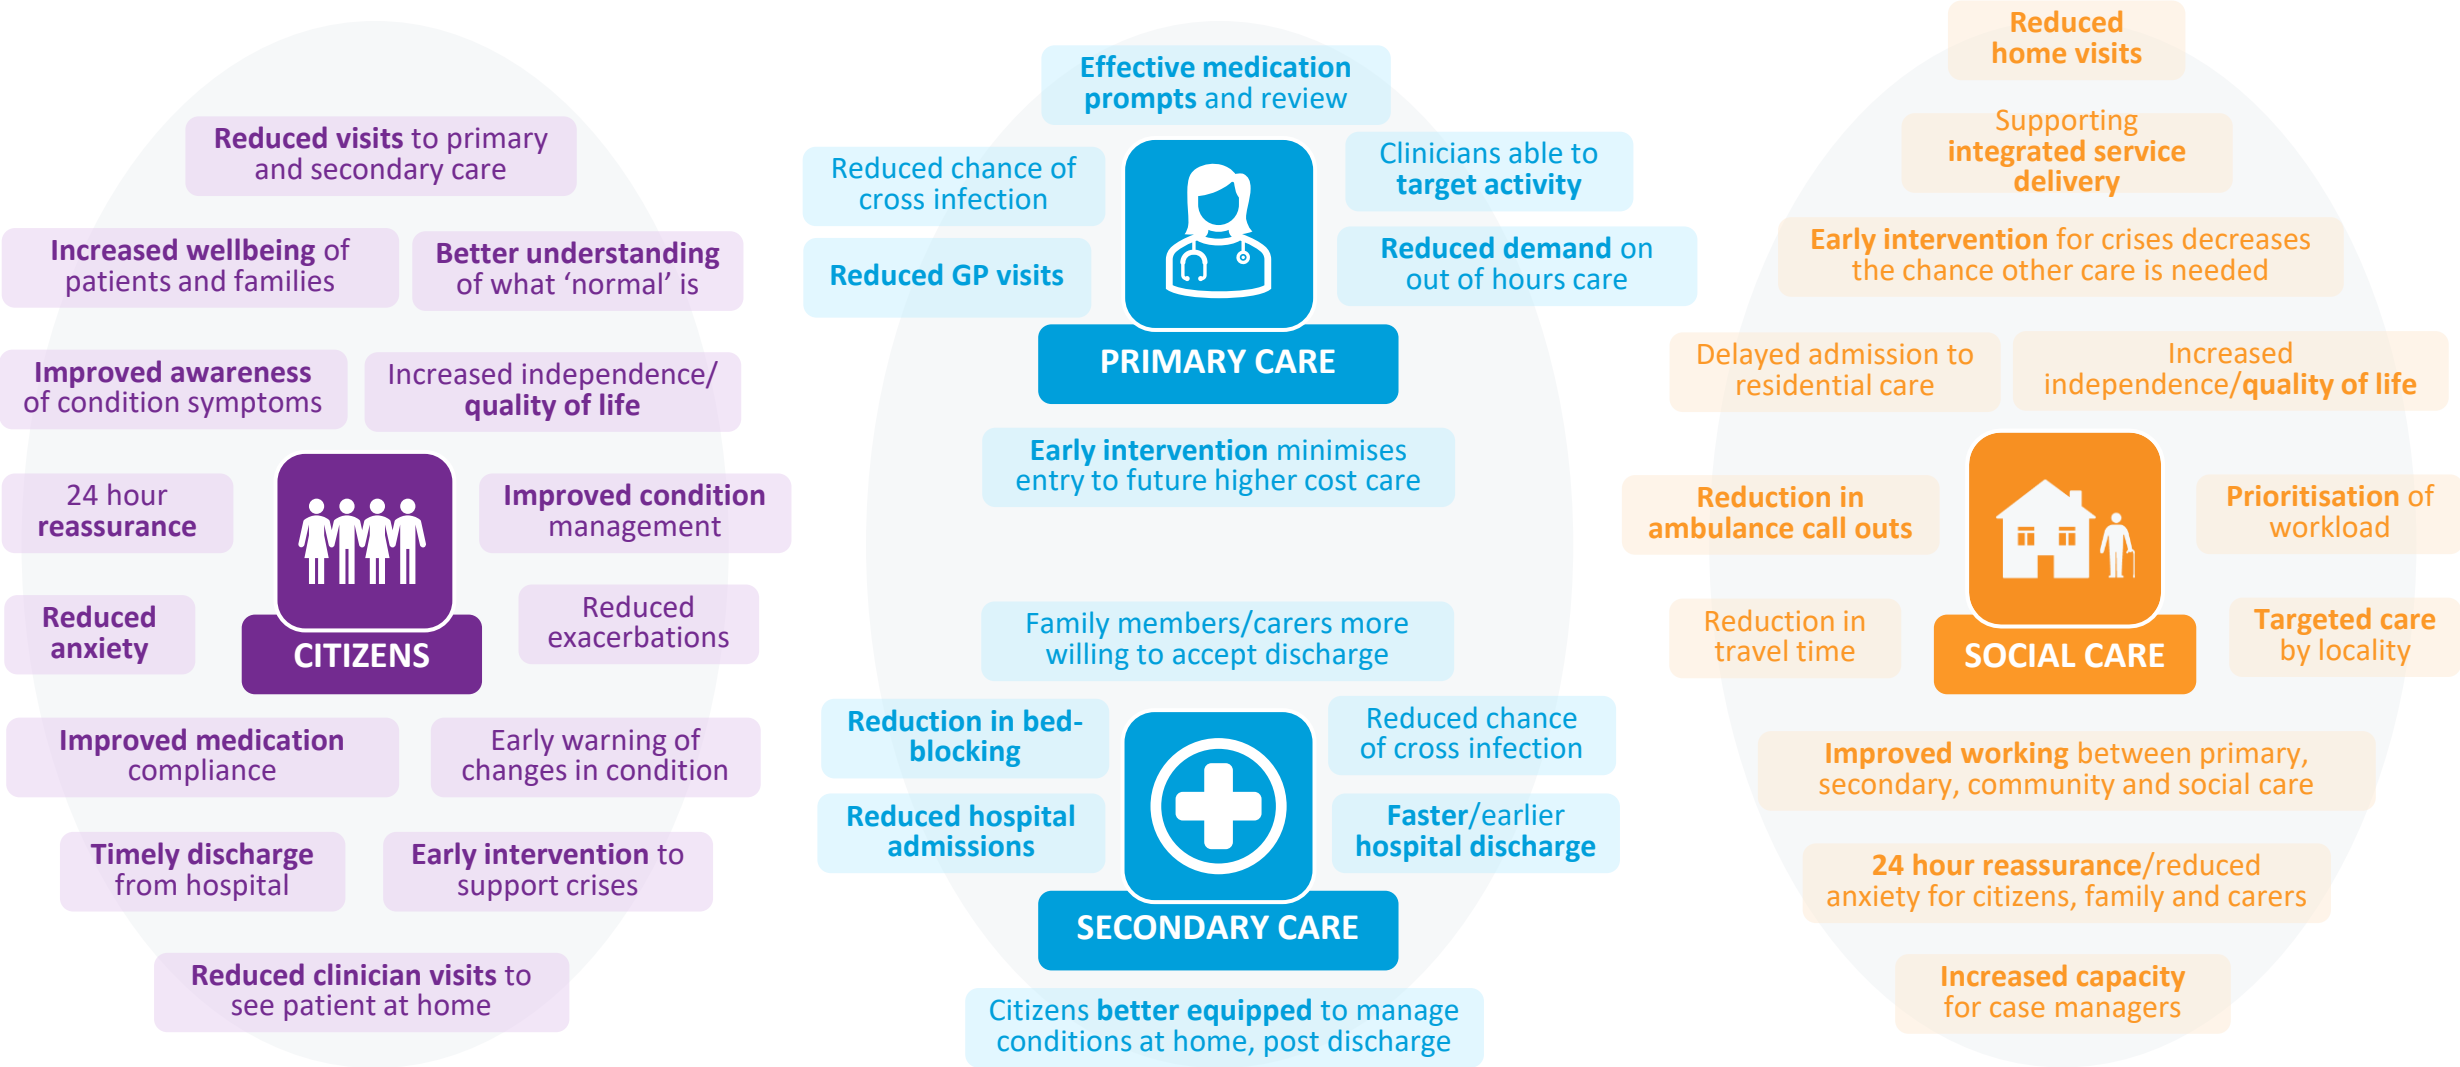 Reduced visits to primary
and secondary care
Increased wellbeing of
patients and families
Better understanding
of what ‘normal’ is
Improved awareness
of condition symptoms
Increased independence/
quality of life
24 hour
reassurance
Improved condition
management
Reduced
anxiety
Reduced
exacerbations
CITIZENS
Improved medication
compliance
Early warning of
changes in condition
Timely discharge
from hospital
Early intervention to
support crises
Reduced clinician visits to
see patient at home
Effective medication
prompts and review
Reduced chance of
cross infection
Clinicians able to
target activity
Reduced GP visits
Reduced demand on
out of hours care
PRIMARY CARE
Early intervention minimises
entry to future higher cost care
Family members/carers more
willing to accept discharge
Reduction in bed-
blocking
Reduced chance
of cross infection
Reduced hospital
admissions
Faster/earlier
hospital discharge
SECONDARY CARE
Citizens better equipped to manage
conditions at home, post discharge
Reduced
home visits
Supporting
integrated service
delivery
Early intervention for crises decreases
the chance other care is needed
Delayed admission to
residential care
Increased
independence/quality of life
Reduction in
ambulance call outs
Prioritisation of
workload
Reduction in
travel time
Targeted care
by locality
SOCIAL CARE
Improved working between primary,
secondary, community and social care
24 hour reassurance/reduced
anxiety for citizens, family and carers
Increased capacity
for case managers